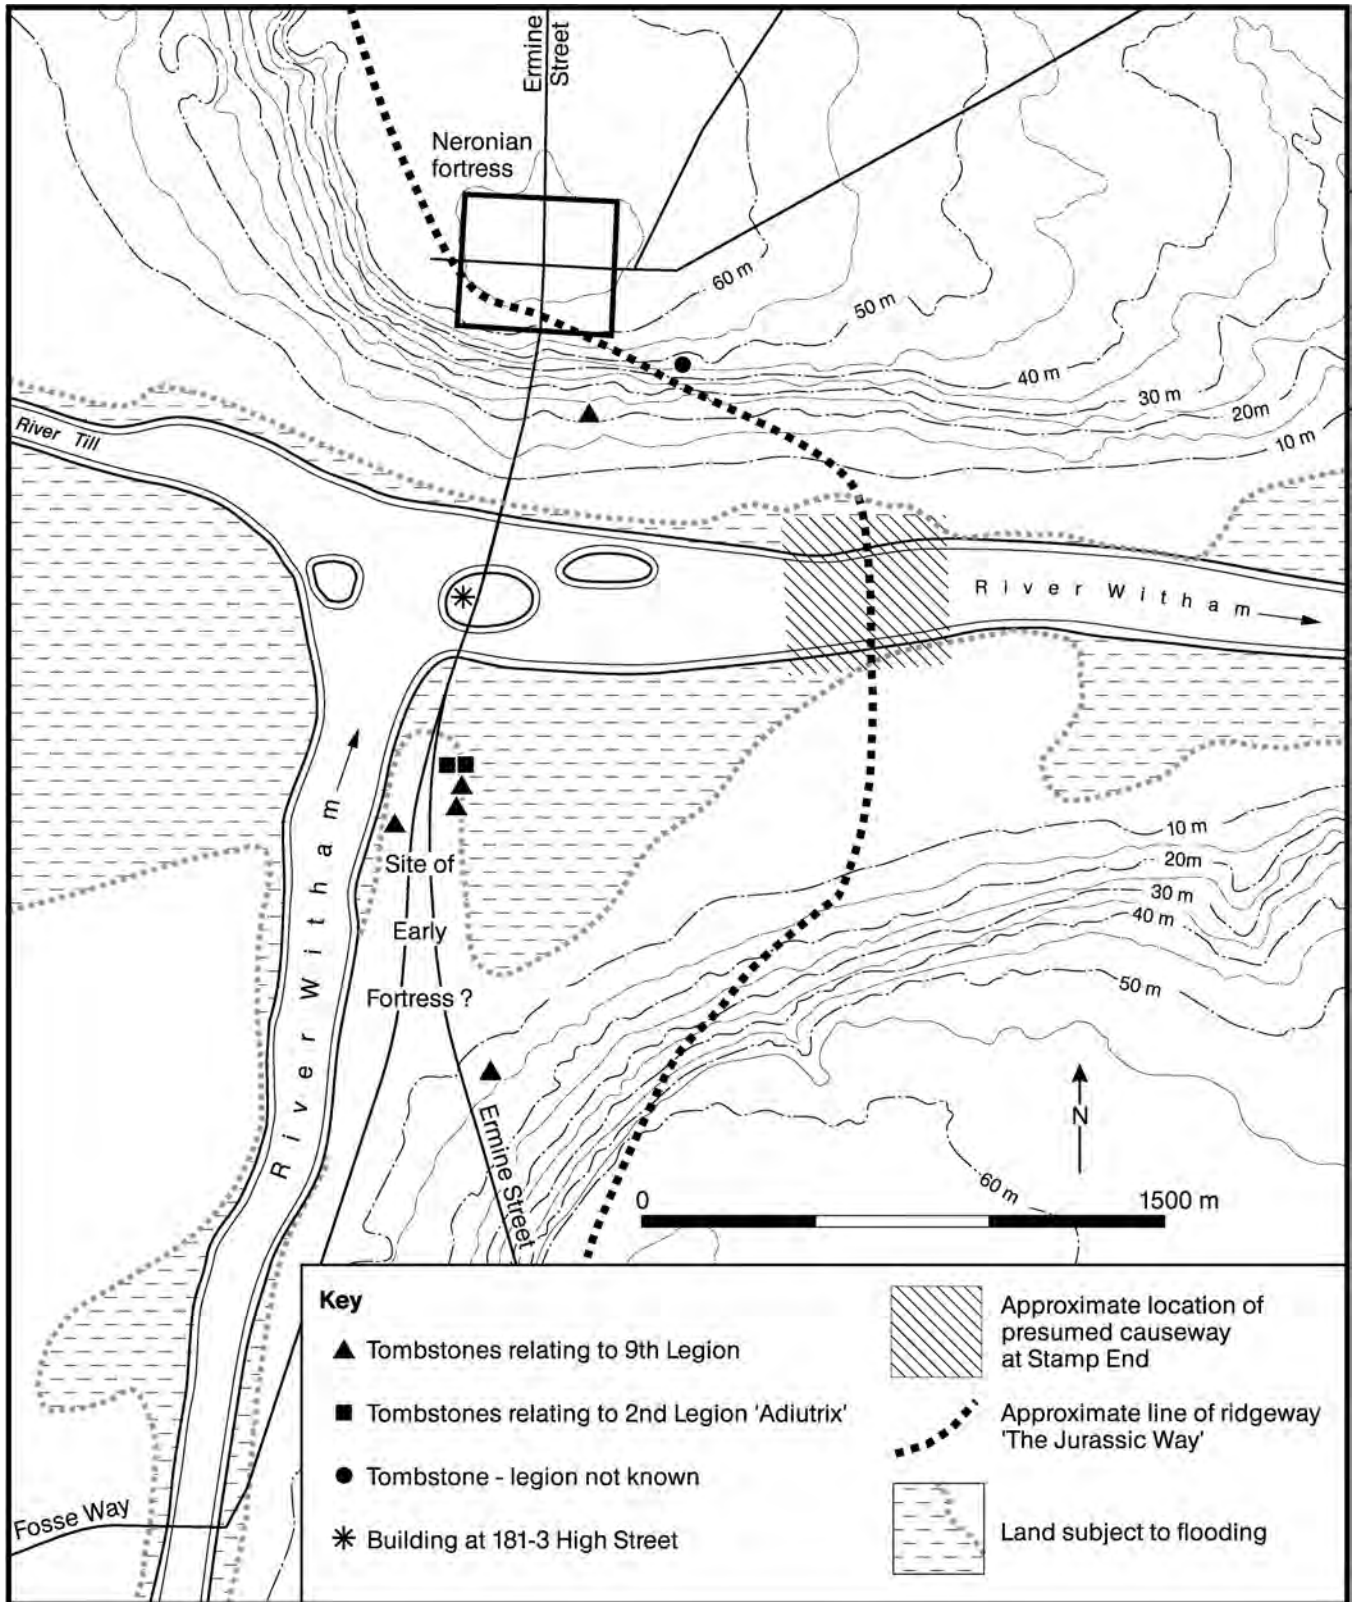 Ermine
Street
Neronian
fortress
60 m
50 m
40 m
30 m
20m
10 m
River Till
River Witham
River Witham
Site of
Early
Fortress ?
10 m
20m
30 m
40 m
50 m
Ermine Street
N
60 m
0 1500 m
Fosse Way
Key
Tombstones relating to 9th Legion
Tombstones relating to 2nd Legion 'Adiutrix'
Tombstone - legion not known
Building at 181-3 High Street
Approximate location of
presumed causeway
at Stamp End
Approximate line of ridgeway
'The Jurassic Way'
Land subject to flooding